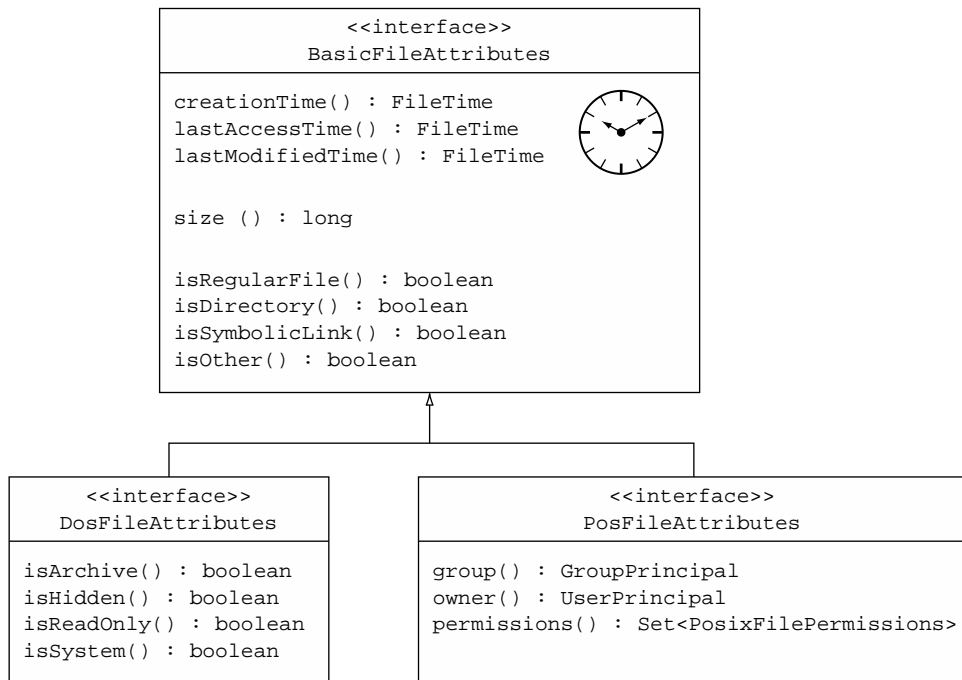 <<interface>>
BasicFileAttributes
creationTime() : FileTime
lastAccessTime() : FileTime
lastModifiedTime() : FileTime
size () : long
isRegularFile() : boolean
isDirectory() : boolean
isSymbolicLink() : boolean
isOther() : boolean
<<interface>>
DosFileAttributes
isArchive() : boolean
isHidden() : boolean
isReadOnly() : boolean
isSystem() : boolean
<<interface>>
PosFileAttributes
group() : GroupPrincipal
owner() : UserPrincipal
permissions() : Set<PosixFilePermissions>